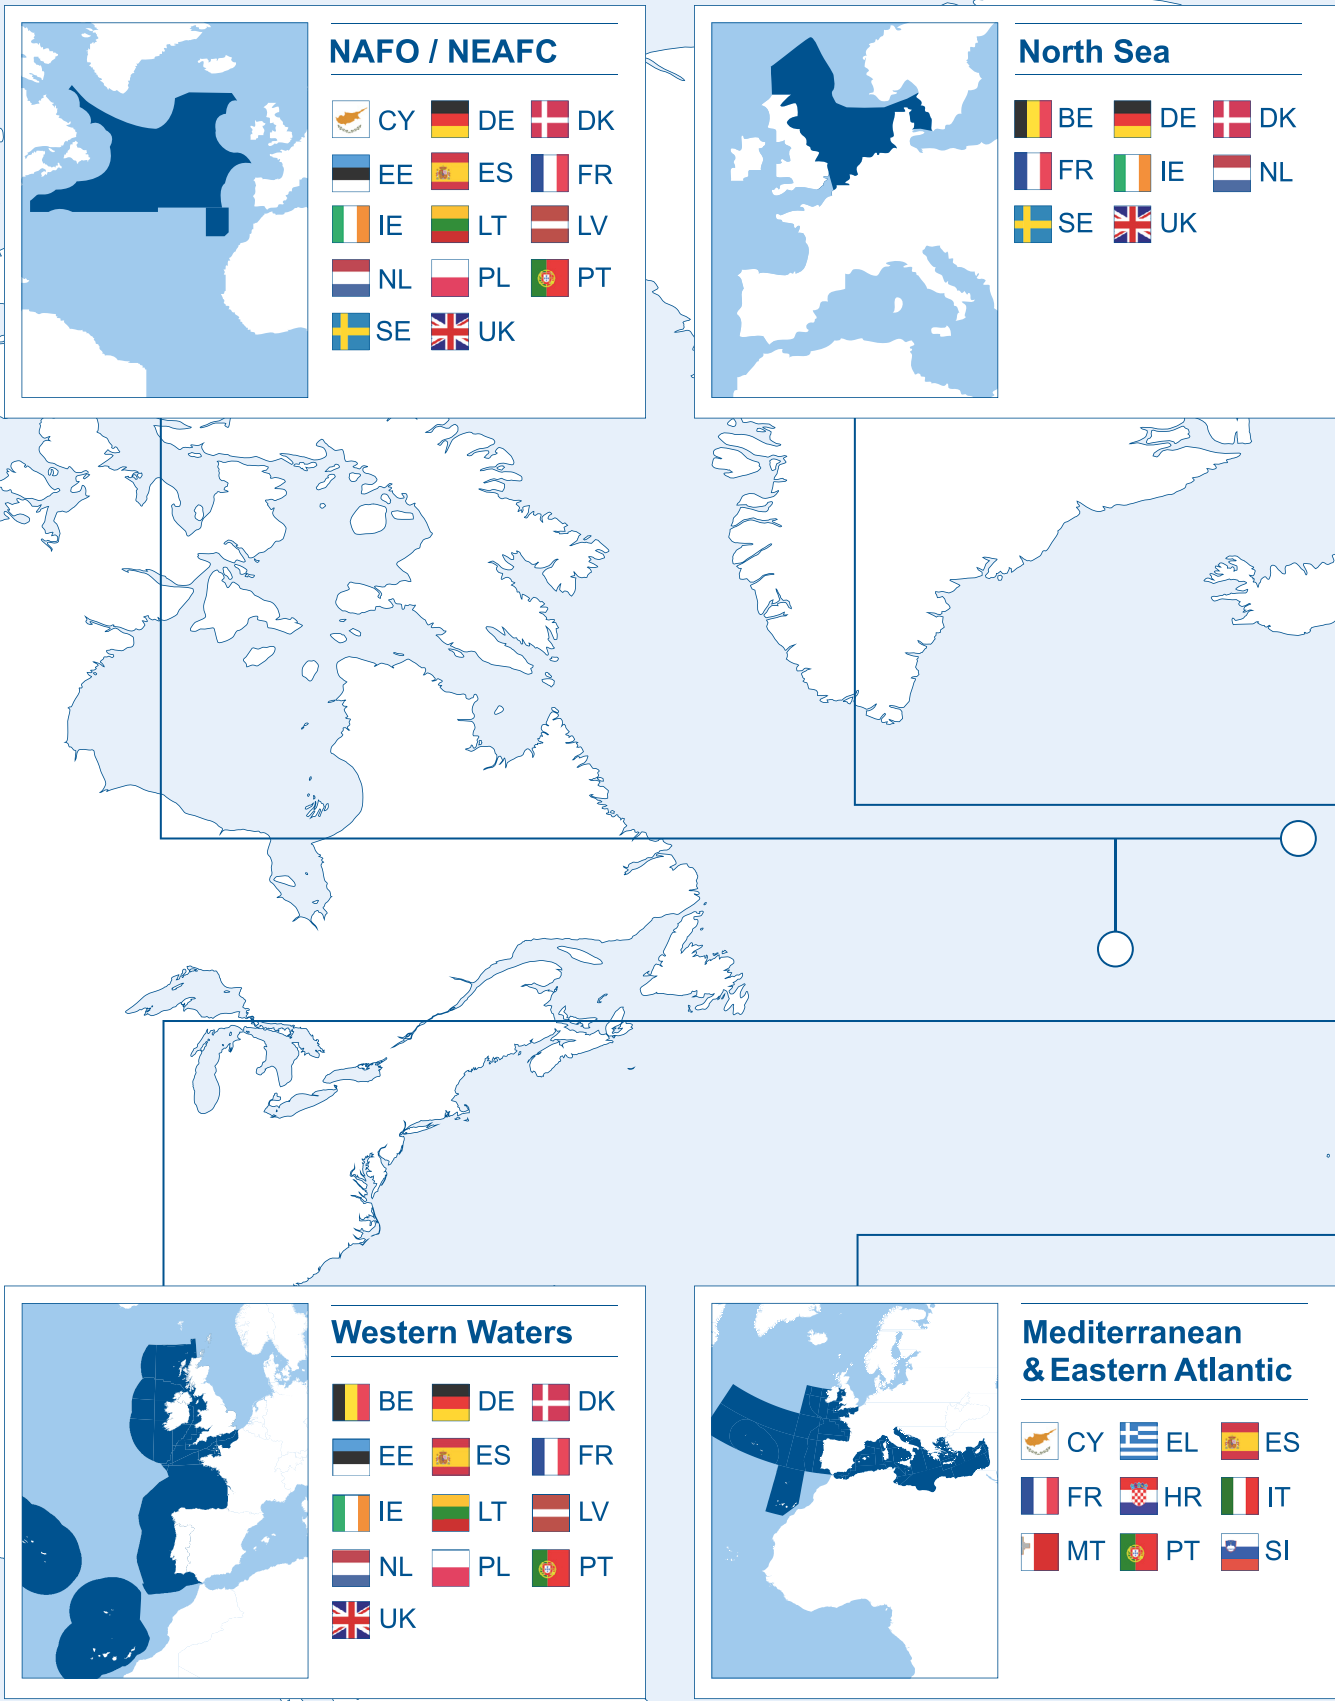 NAFO / NEAFC
CY DE DK
EE ES FR
IE LT LV
NL PL PT
SE UK
North Sea
BE DE DK
FR IE NL
SE UK
Western Waters
BE DE DK
EE ES FR
IE LT LV
NL PL PT
UK
Mediterranean
& Eastern Atlantic
CY EL ES
FR HR IT
MT PT SI